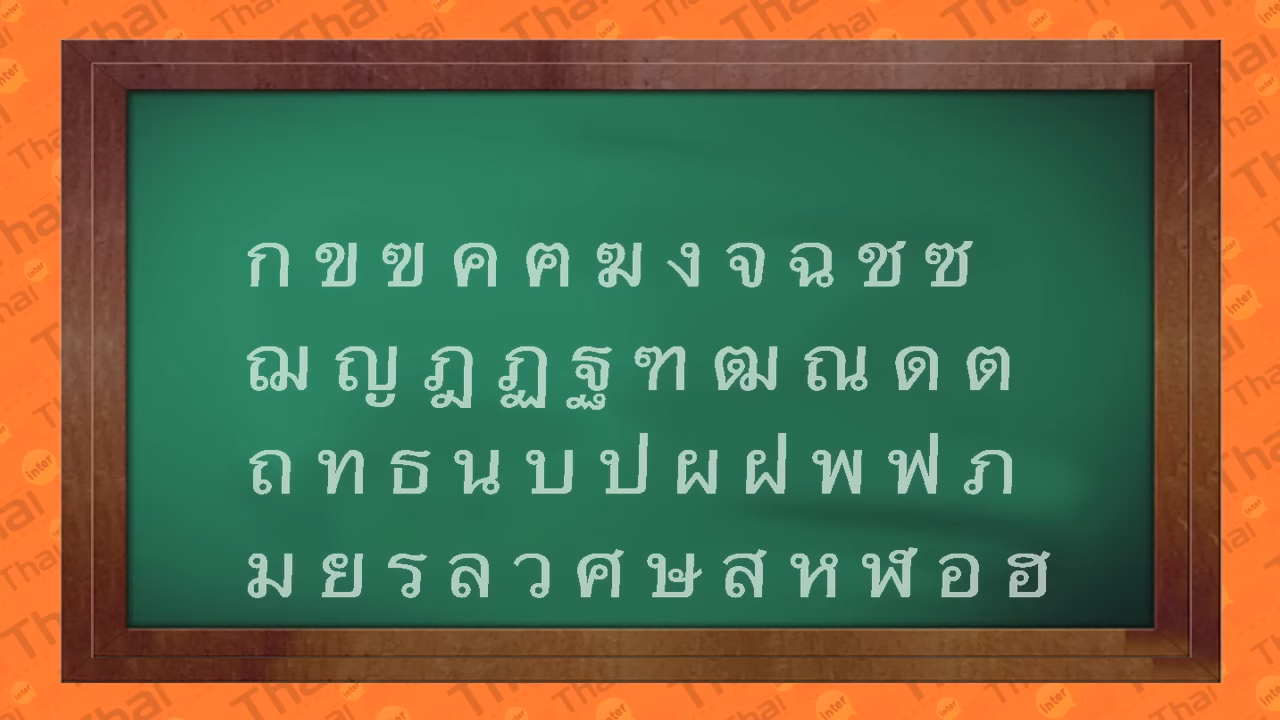 ก ข ฃ ค ฅ ฆ ง จ ฉ ช ซ
ฌ ญ ฎ ฏ ฐ ฑ ฒ ณ ด ต
ถ ท ธ น บ ป ผ ฝ พ ฟ ภ
ม ย ร ล ว ศ ษ ส ห ฬ อ ฮ